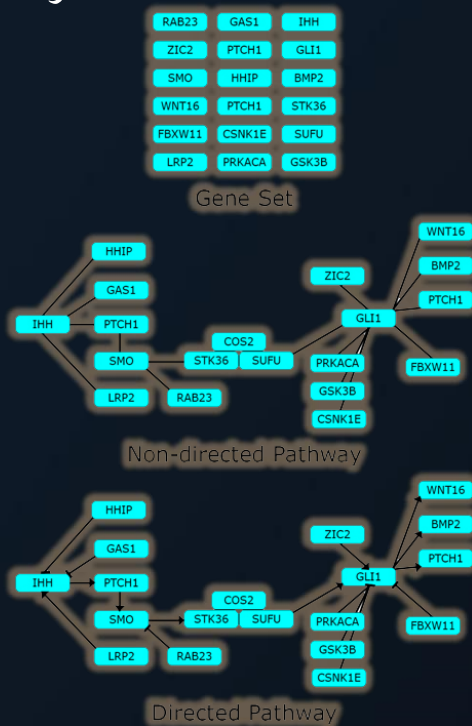 RAB23 GAS1 IHH
ZIC2 PTCH1 GLI1
SMO HHIP BMP2
WNT16 PTCH1 STK36
FBXW11 CSNK1E SUFU
LRP2 PRKACA GSK3B
Gene Set
WNT16
HHIP
BMP2
ZIC2
GAS1
PTCH1
IHH PTCH1 GLI1
COS2
SMO STK36 SUFU PRKACA FBXW11
GSK3B
LRP2 RAB23
CSNK1E
Non-directed Pathway
WNT16
HHIP
BMP2
ZIC2
GAS1
PTCH1
IHH PTCH1 GLI1
COS2
SMO STK36 SUFU PRKACA FBXW11
GSK3B
LRP2 RAB23
CSNK1E
Directed Pathway